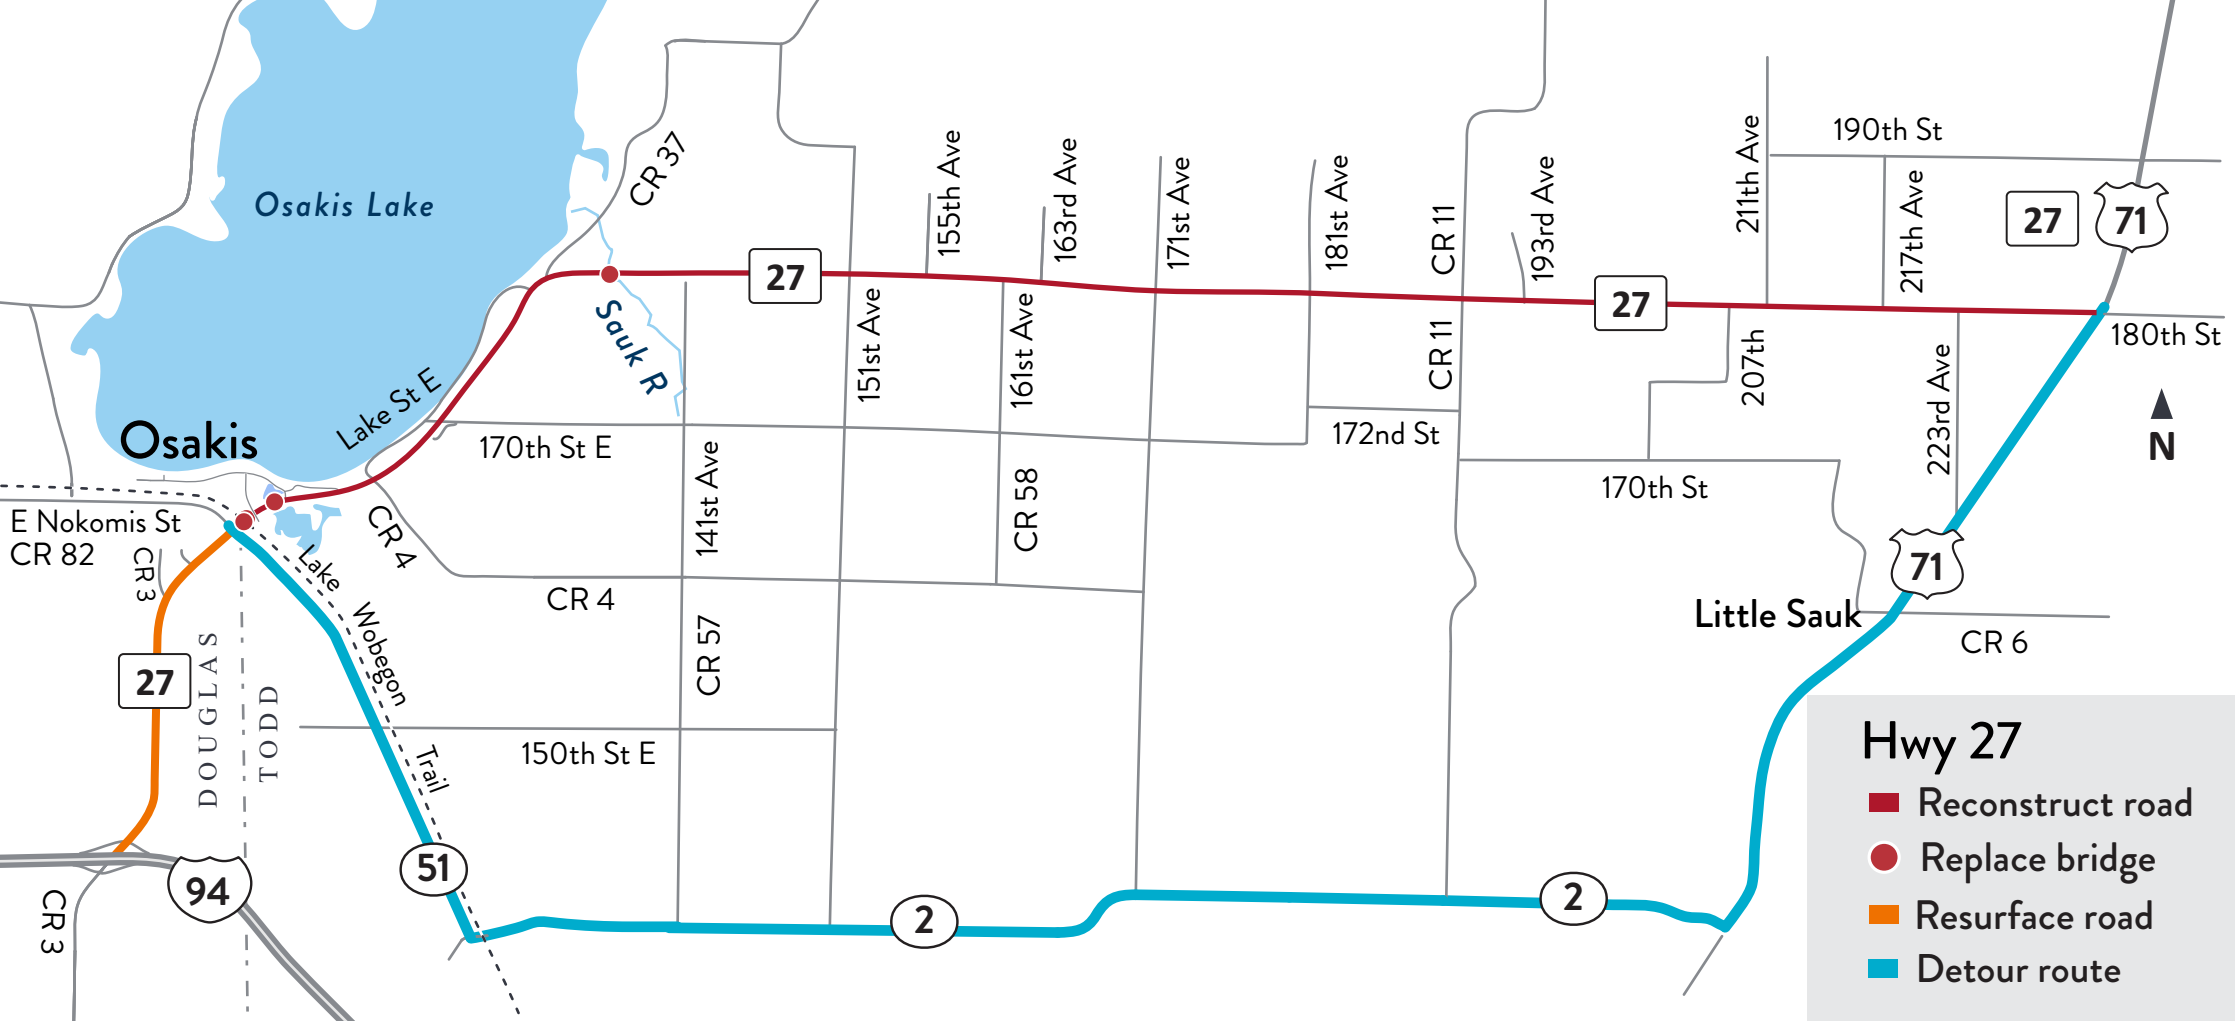 190th St
211th Ave
155th Ave
163rd Ave
171st Ave
181st Ave
193rd Ave
CR 37
CR 11
217th Ave
27
71
Osakis Lake
27
27
Sauk R
151st Ave
161st Ave
CR 11
207th
180th St
223rd Ave
N
Lake St E
Osakis
170th St E
172nd St
170th St
141st Ave
CR 58
E Nokomis St
CR 82
CR 3
CR 4
CR 4
Lake Wobegon Trail
71
Little Sauk
CR 6
CR 57
27
DOUGLAS
TODD
150th St E
51
94
CR 3
2
2
Hwy 27
Reconstruct road
Replace bridge
Resurface road
Detour route